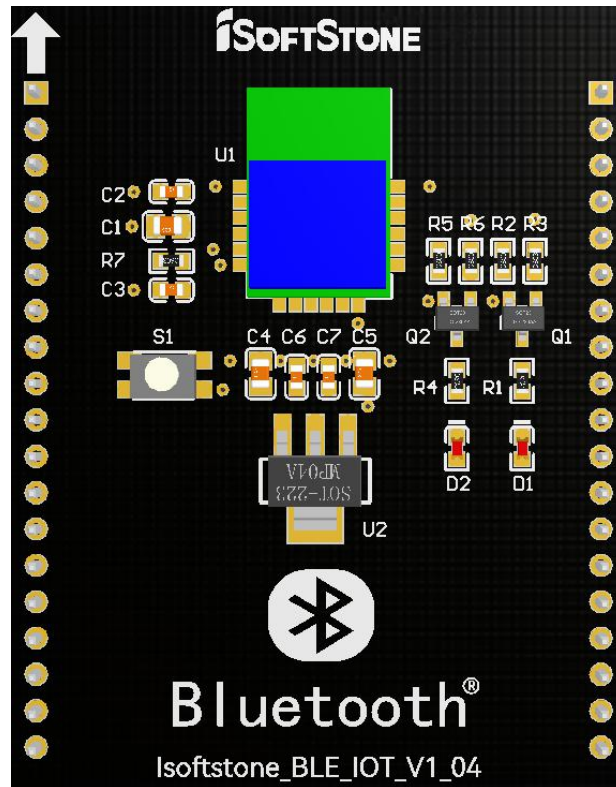 iSOFTSTONE
U1
C2
C1
R7
C3
R5 R6 R2 R3
Q2
Q1
S1
C4 C6 C7 C5
R4
R1
SOT-223
MP04A
D2
D1
U2
Bluetooth®
Isoftstone_BLE_IOT_V1_04